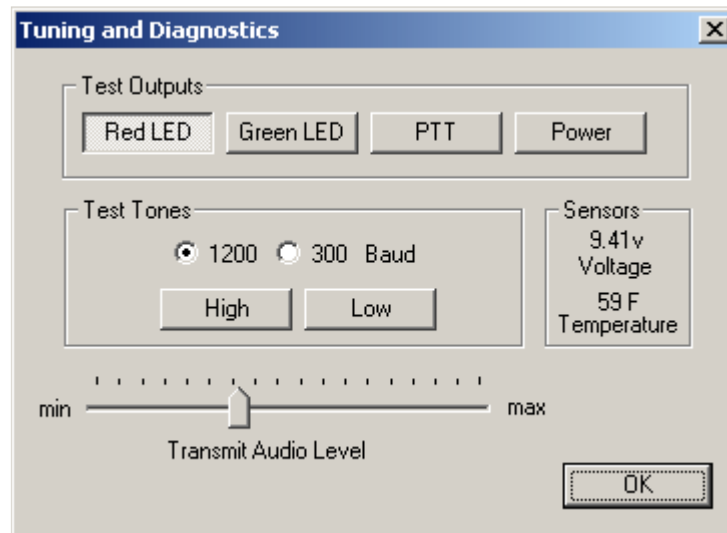 Tuning and Diagnostics
Test Outputs
Red LED Green LED PTT Power
Test Tones
1200 300 Baud
High Low
Sensors
9.41v
Voltage
59 F
Temperature
min max
Transmit Audio Level
OK